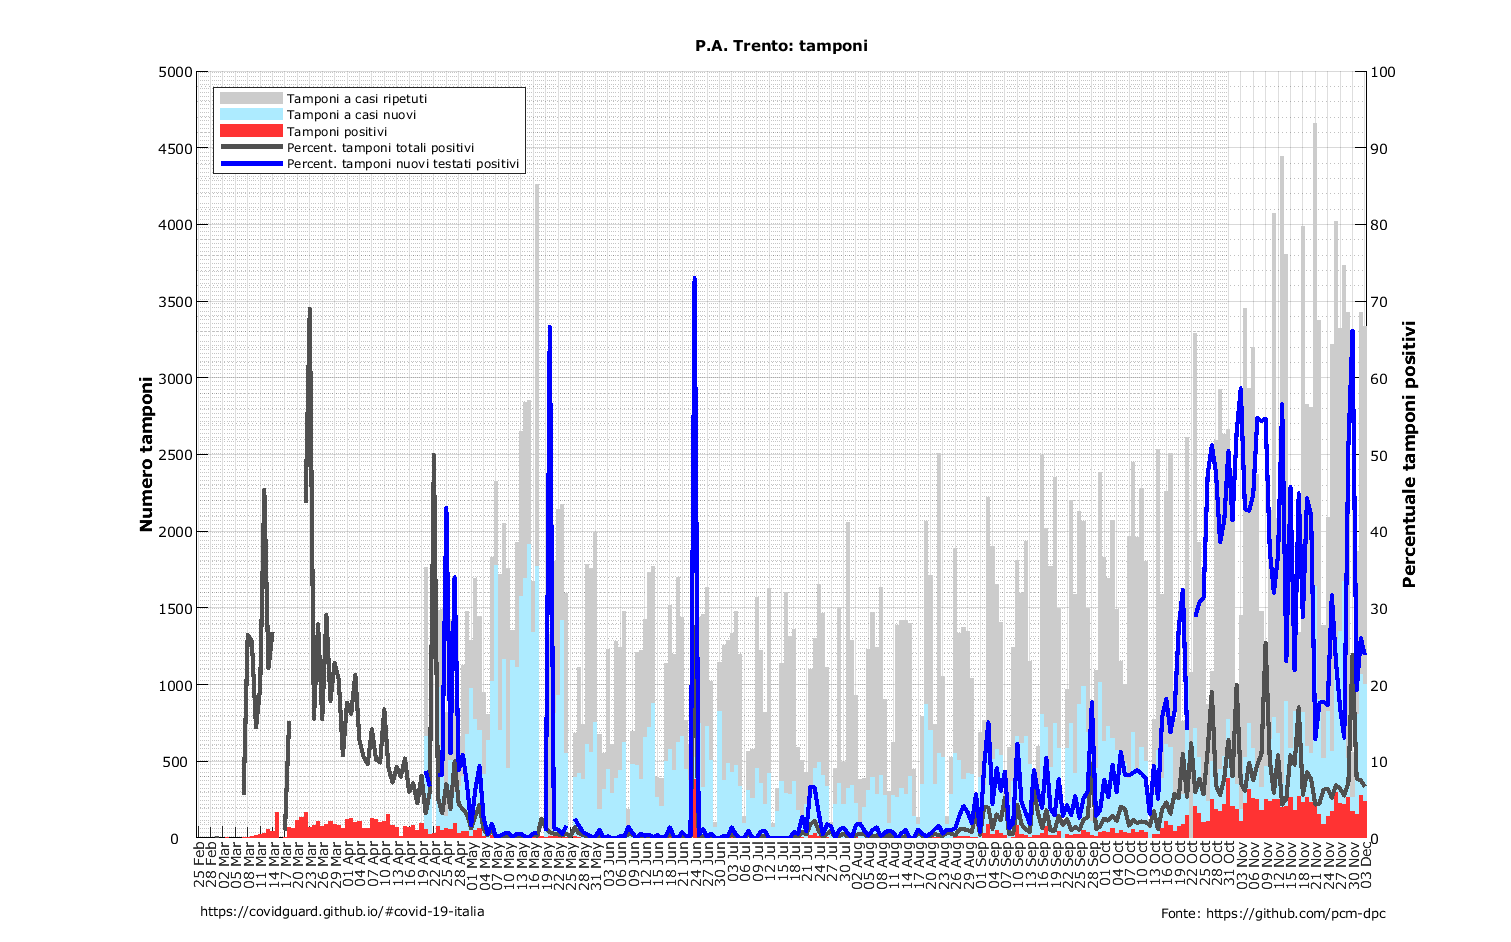 P.A. Trento: tamponi
5000
4500
4000
3500
3000
2500
2000
1500
1000
500
0
Numero tamponi
Tamponi a casi ripetuti
Tamponi a casi nuovi
Tamponi positivi
Percent. tamponi totali positivi
Percent. tamponi nuovi testati positivi
100
90
80
70
60
50
40
30
20
10
0
Percentuale tamponi positivi
25 Feb
28 Feb
02 Mar
05 Mar
08 Mar
11 Mar
14 Mar
17 Mar
20 Mar
23 Mar
26 Mar
29 Mar
01 Apr
04 Apr
07 Apr
10 Apr
13 Apr
16 Apr
19 Apr
22 Apr
25 Apr
28 Apr
01 May
04 May
07 May
10 May
13 May
16 May
19 May
22 May
25 May
28 May
31 May
03 Jun
06 Jun
09 Jun
12 Jun
15 Jun
18 Jun
21 Jun
24 Jun
27 Jun
30 Jun
03 Jul
06 Jul
09 Jul
12 Jul
15 Jul
18 Jul
21 Jul
24 Jul
27 Jul
30 Jul
02 Aug
05 Aug
08 Aug
11 Aug
14 Aug
17 Aug
20 Aug
23 Aug
26 Aug
29 Aug
01 Sep
04 Sep
07 Sep
10 Sep
13 Sep
16 Sep
19 Sep
22 Sep
25 Sep
28 Sep
01 Oct
04 Oct
07 Oct
10 Oct
13 Oct
16 Oct
19 Oct
22 Oct
25 Oct
28 Oct
31 Oct
03 Nov
06 Nov
09 Nov
12 Nov
15 Nov
18 Nov
21 Nov
24 Nov
27 Nov
30 Nov
03 Dec
https://covidguard.github.io/#covid-19-italia
Fonte: https://github.com/pcm-dpc